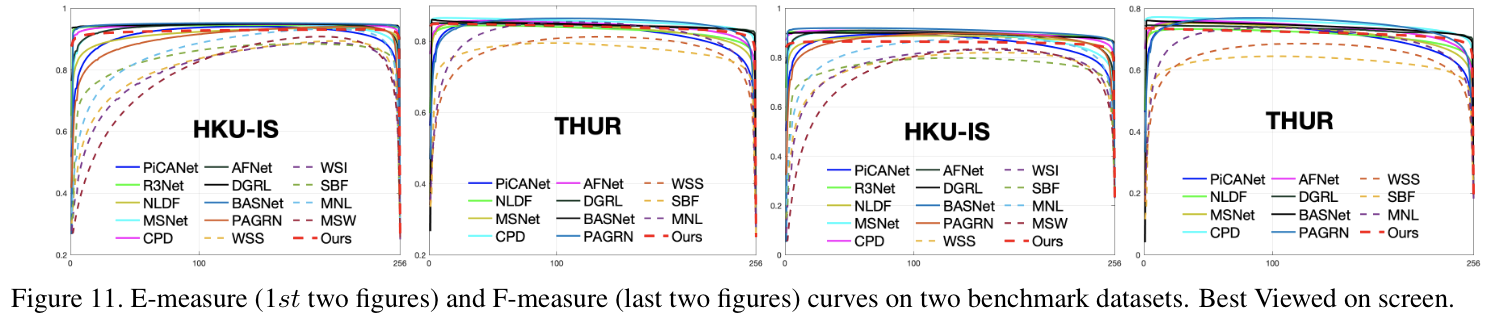 1
0.8
0.6
0.4
0.2
0
100
256
HKU-IS
PiCANet
R3Net
NLDF
MSNet
CPD
AFNet
DGRL
BASNet
PAGRN
WSS
WSI
SBF
MNL
MSW
Ours
0.8
0.6
0.4
0.2
0
100
256
THUR
PiCANet
NLDF
MSNet
CPD
AFNet
DGRL
BASNet
PAGRN
WSS
SBF
MNL
Ours
1
0.8
0.6
0.4
0.2
0
0
100
256
HKU-IS
PiCANet
R3Net
NLDF
MSNet
CPD
AFNet
DGRL
BASNet
PAGRN
WSS
WSI
SBF
MNL
MSW
Ours
0.8
0.6
0.4
0.2
0
0
100
256
THUR
PiCANet
NLDF
MSNet
CPD
AFNet
DGRL
BASNet
PAGRN
WSS
SBF
MNL
Ours
Figure 11. E-measure (1st two figures) and F-measure (last two figures) curves on two benchmark datasets. Best Viewed on screen.